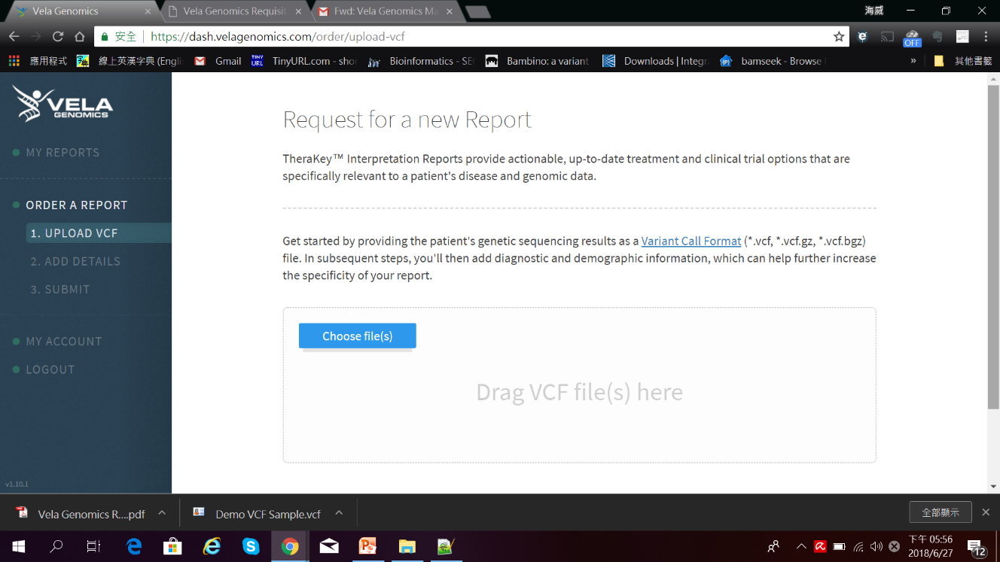 Vela Genomics
Vela Genomics Requisit
Fwd: Vela Genomics Ma
海威
安全
https://dash.velagenomics.com/order/upload-vcf
OFF
應用程式
線上英漢字典 (Engli
Gmail
TINY URL
TinyURL.com - shor
Bioinformatics - SE
Bambino: a variant
Downloads | Integra
bamseek - Browse
»
其他書籤
VELA
GENOMICS
MY REPORTS
ORDER A REPORT
1. UPLOAD VCF
2. ADD DETAILS
3. SUBMIT
MY ACCOUNT
LOGOUT
v1.10.1
Request for a new Report
TheraKey™ Interpretation Reports provide actionable, up-to-date treatment and clinical trial options that are
specifically relevant to a patient's disease and genomic data.
Get started by providing the patient's genetic sequencing results as a Variant Call Format (*.vcf, *.vcf.gz, *.vcf.bgz)
file. In subsequent steps, you'll then add diagnostic and demographic information, which can help further increase
the specificity of your report.
Choose file(s)
Drag VCF file(s) here
Vela Genomics R....pdf
Demo VCF Sample.vcf
全部顯示
下午 05:56
2018/6/27
12